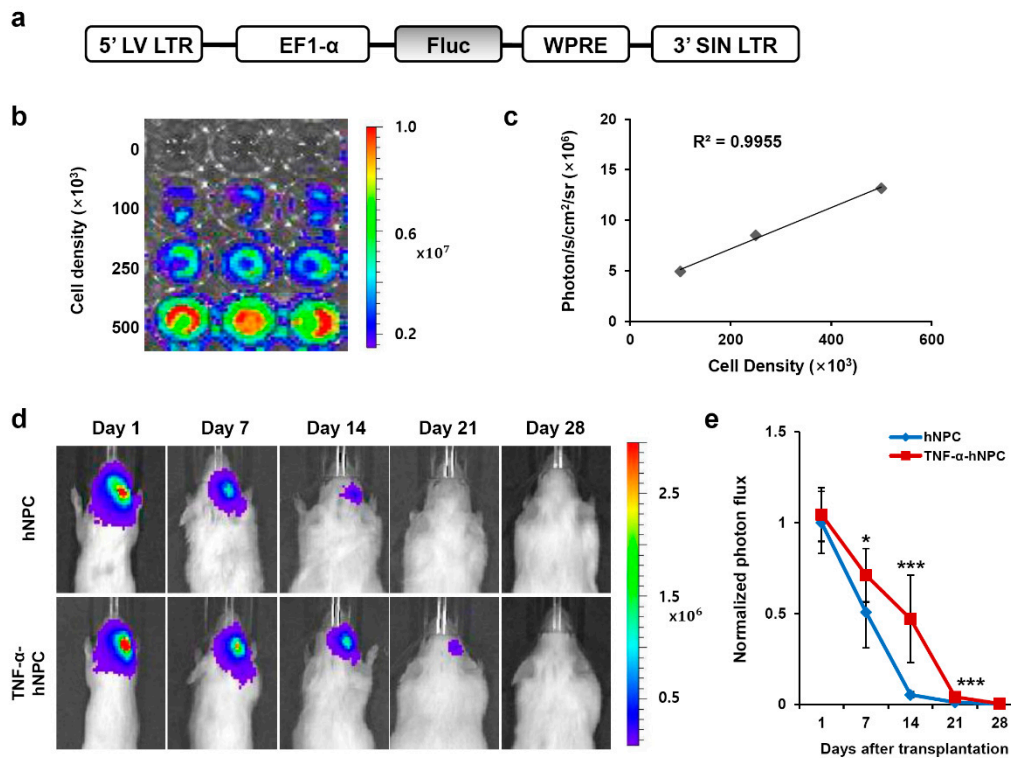 a
5' LV LTR EF1-α Fluc WPRE 3' SIN LTR
b
Cell density (×10³)
0
100
250
500
1.0
0.6
×10⁷
0.2
c
Photon/s/cm²/sr (×10⁶)
20
15
10
5
0
R² = 0.9955
0 200 400 600
Cell Density (×10³)
d
Day 1 Day 7 Day 14 Day 21 Day 28
hNPC
TNF-α-
hNPC
2.5
1.5
×10⁶
0.5
e
Normalized photon flux
1.5
1
0.5
0
hNPC
TNF-α-hNPC
*
***
***
1 7 14 21 28
Days after transplantation